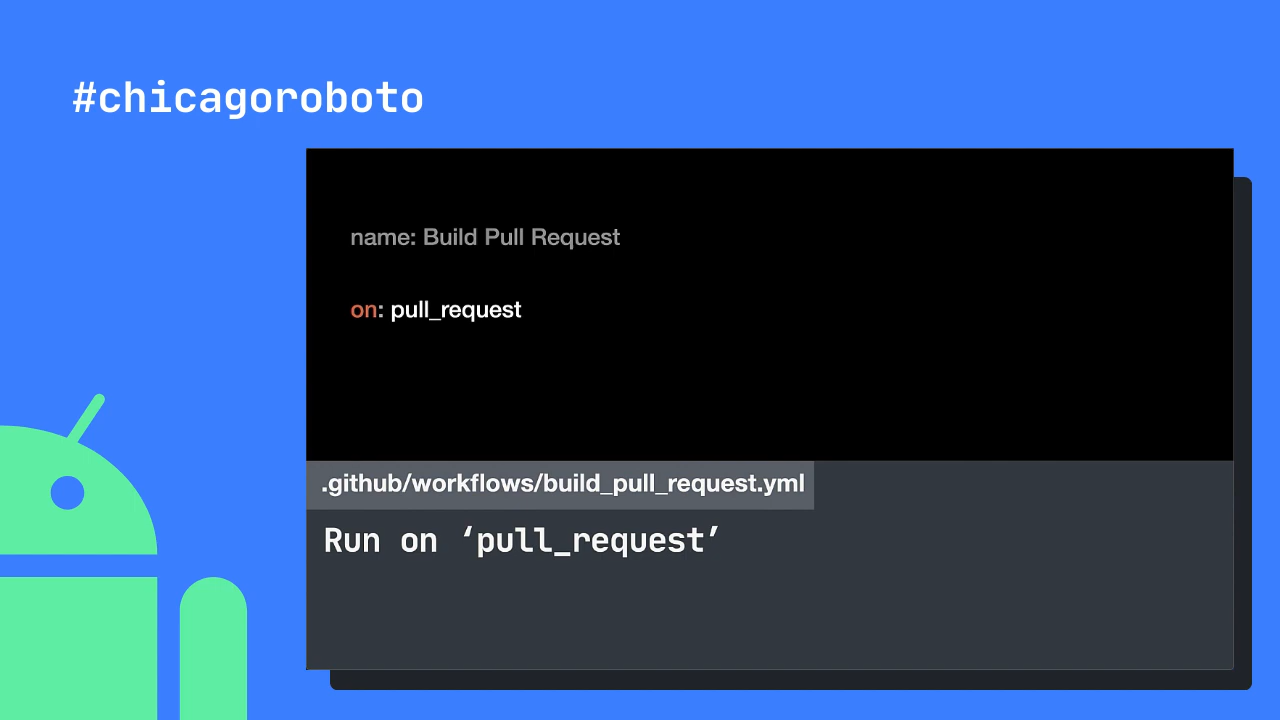 #chicagoroboto
name: Build Pull Request
on: pull_request
.github/workflows/build_pull_request.yml
Run on ‘pull_request’